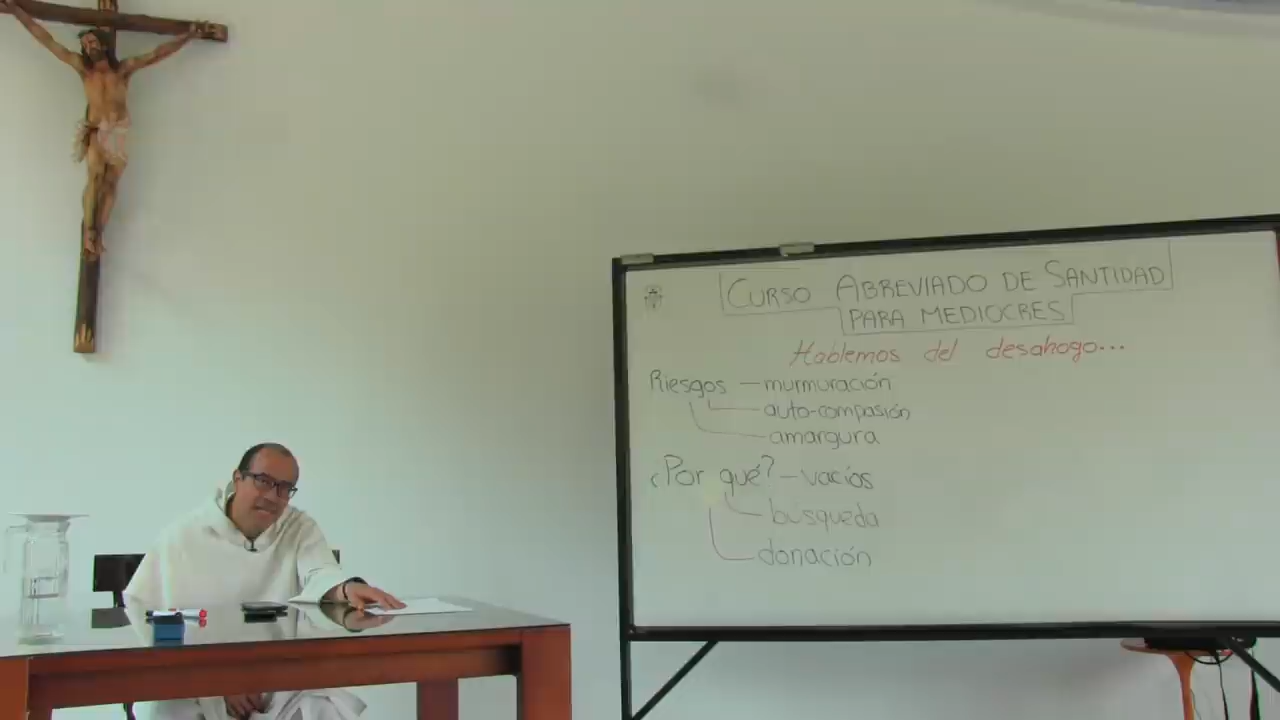 CURSO ABREVIADO DE SANTIDAD
PARA MEDIOCRES
Hablemos del desahogo...
Riesgos — murmuración
auto-compasión
amargura
¿Por qué? — vacíos
búsqueda
donación